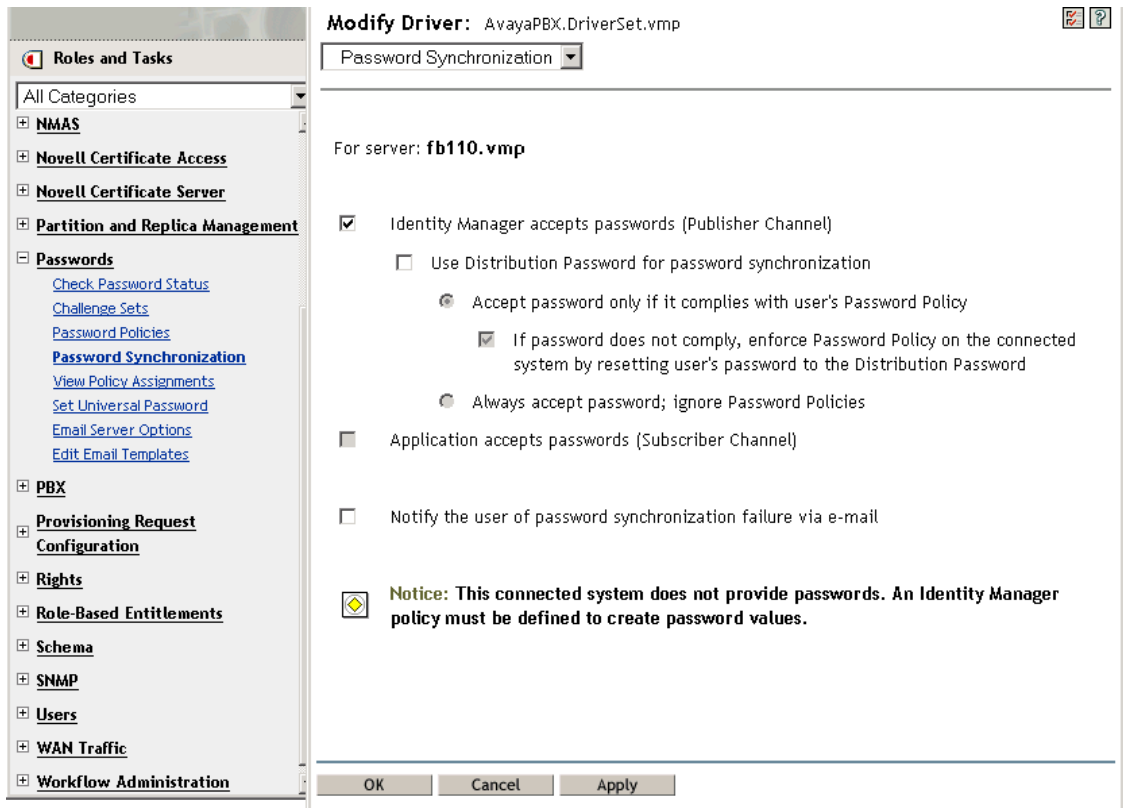 Roles and Tasks
All Categories
NMAS
Novell Certificate Access
Novell Certificate Server
Partition and Replica Management
Passwords
Check Password Status
Challenge Sets
Password Policies
Password Synchronization
View Policy Assignments
Set Universal Password
Email Server Options
Edit Email Templates
PBX
Provisioning Request
Configuration
Rights
Role-Based Entitlements
Schema
SNMP
Users
WAN Traffic
Workflow Administration
Modify Driver: AvayaPBX.DriverSet.vmp
Password Synchronization
For server: fb110.vmp
Identity Manager accepts passwords (Publisher Channel)
Use Distribution Password for password synchronization
Accept password only if it complies with user's Password Policy
If password does not comply, enforce Password Policy on the connected
system by resetting user's password to the Distribution Password
Always accept password; ignore Password Policies
Application accepts passwords (Subscriber Channel)
Notify the user of password synchronization failure via e-mail
Notice: This connected system does not provide passwords. An Identity Manager
policy must be defined to create password values.
OK Cancel Apply